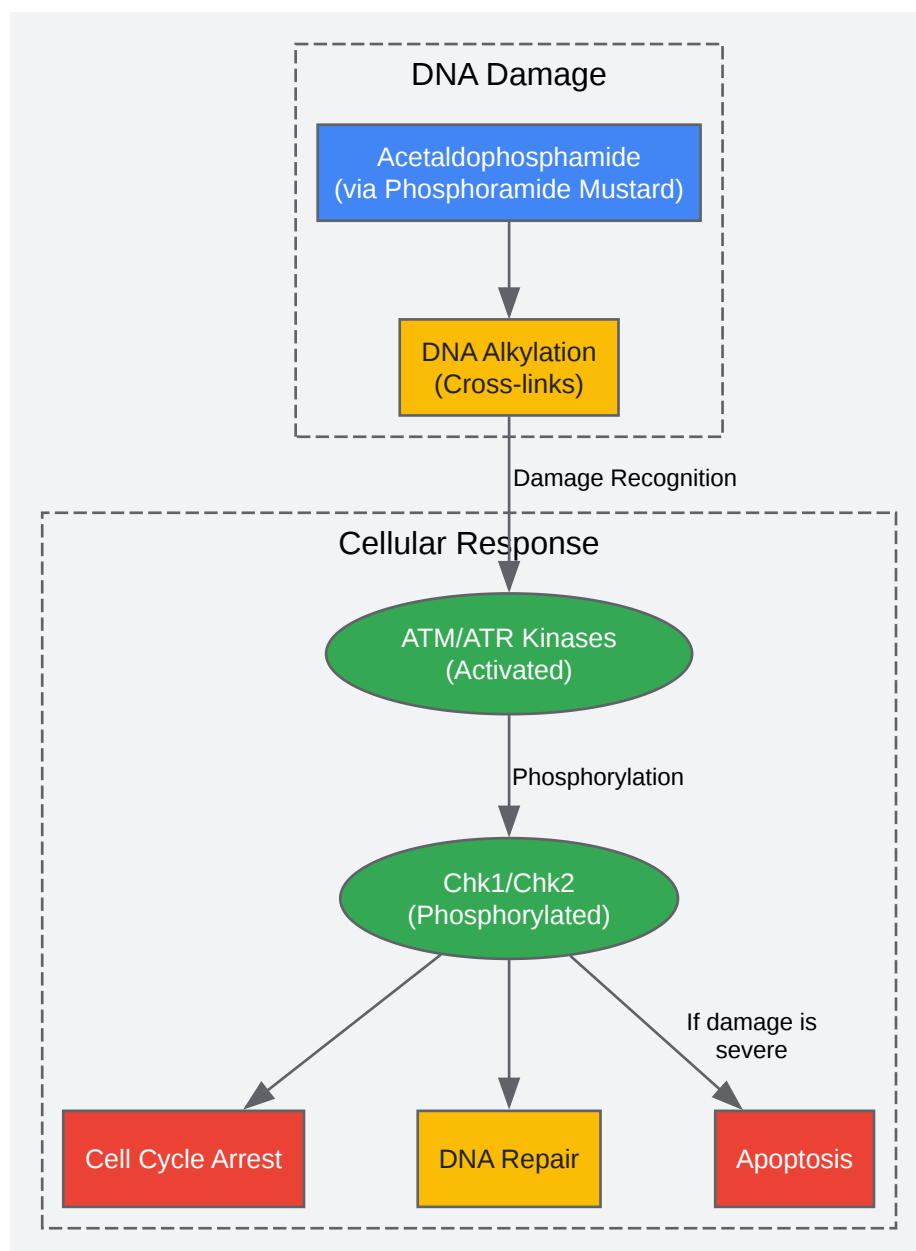 DNA Damage
Acetaldophosphamide
(via Phosphoramide Mustard)
DNA Alkylation
(Cross-links)
Damage Recognition
Cellular Response
ATM/ATR Kinases
(Activated)
Phosphorylation
Chk1/Chk2
(Phosphorylated)
If damage is
severe
Cell Cycle Arrest
DNA Repair
Apoptosis